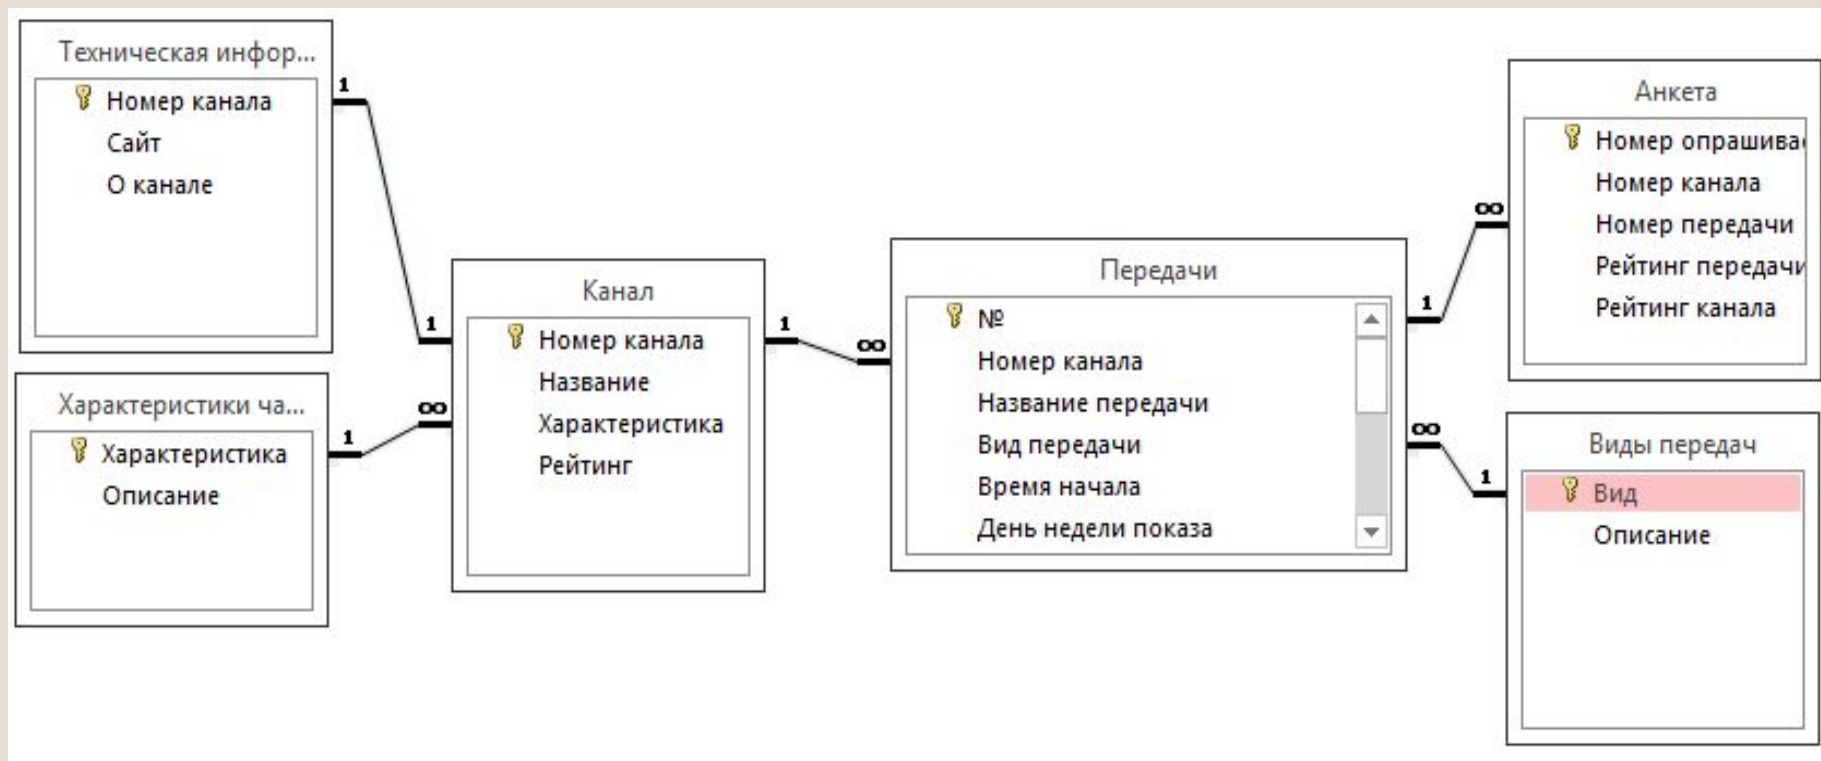 Техническая инфор...
Номер канала
Сайт
О канале
1
1
Характеристики ча...
Характеристика
Описание
1
∞
Канал
Номер канала
Название
Характеристика
Рейтинг
1
∞
Передачи
№
Номер канала
Название передачи
Вид передачи
Время начала
День недели показа
1
∞
∞
1
Анкета
Номер опрашивае
Номер канала
Номер передачи
Рейтинг передачи
Рейтинг канала
Виды передач
Вид
Описание